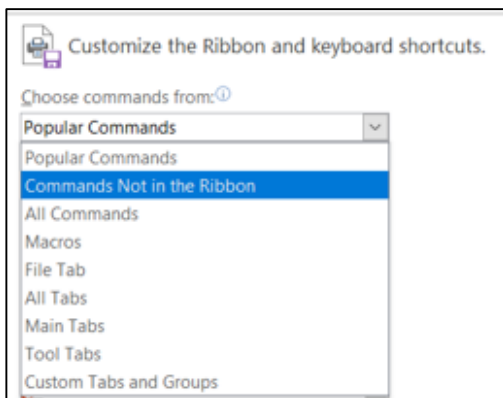 Customize the Ribbon and keyboard shortcuts.
Choose commands from:
Popular Commands
Popular Commands
Commands Not in the Ribbon
All Commands
Macros
File Tab
All Tabs
Main Tabs
Tool Tabs
Custom Tabs and Groups